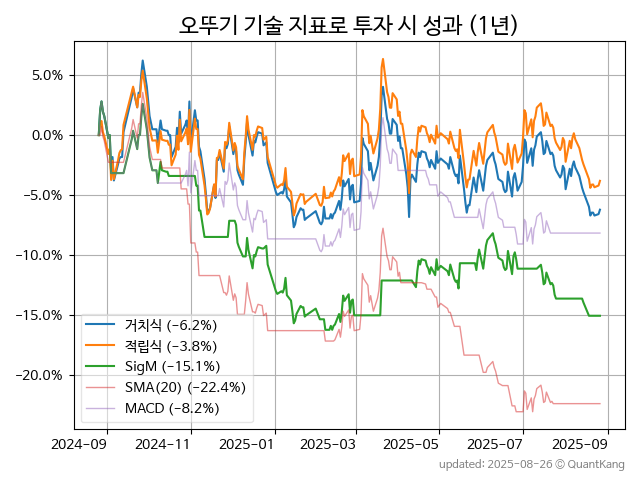 오뚜기 기술 지표로 투자 시 성과 (1년)
5.0%
0.0%
−5.0%
−10.0%
−15.0%
−20.0%
거치식 (−6.2%)
적립식 (−3.8%)
SigM (−15.1%)
SMA(20) (−22.4%)
MACD (−8.2%)
2024-09
2024-11
2025-01
2025-03
2025-05
2025-07
2025-09
updated: 2025-08-26 © QuantKang